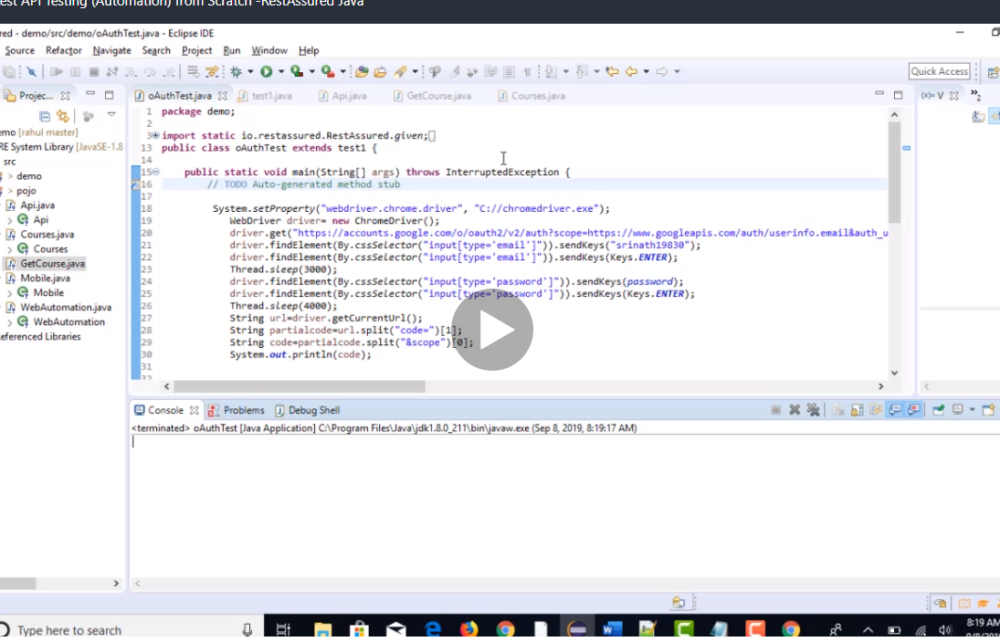 est API Testing (Automation) from Scratch -RestAssured Java
red - demo/src/demo/oAuthTest.java - Eclipse IDE
Source Refactor Navigate Search Project Run Window Help
Quick Access
Projec...
oAuthTest.java test1.java Api.java GetCourse.java Courses.java
(x)= V »2
emo [rahul master]
RE System Library [JavaSE-1.8
src
> demo
> pojo
Api.java
> Api
Courses.java
> Courses
GetCourse.java
Mobile.java
> Mobile
WebAutomation.java
> WebAutomation
eferenced Libraries
1 package demo;
2
3 import static io.restassured.RestAssured.given;
13 public class oAuthTest extends test1 {
14
15 public static void main(String[] args) throws InterruptedException {
16 // TODO Auto-generated method stub
17
18 System.setProperty("webdriver.chrome.driver", "C://chromedriver.exe");
19 WebDriver driver= new ChromeDriver();
20 driver.get("https://accounts.google.com/o/oauth2/v2/auth?scope=https://www.googleapis.com/auth/userinfo.email&auth_u
21 driver.findElement(By.cssSelector("input[type='email']")).sendKeys("srinath19830");
22 driver.findElement(By.cssSelector("input[type='email']")).sendKeys(Keys.ENTER);
23 Thread.sleep(3000);
24 driver.findElement(By.cssSelector("input[type='password']")).sendKeys(password);
25 driver.findElement(By.cssSelector("input[type='password']")).sendKeys(Keys.ENTER);
26 Thread.sleep(4000);
27 String url=driver.getCurrentUrl();
28 String partialcode=url.split("code=")[1];
29 String code=partialcode.split("&scope")[0];
30 System.out.println(code);
31
32
Console Problems Debug Shell
<terminated> oAuthTest [Java Application] C:\Program Files\Java\jdk1.8.0_211\bin\javaw.exe (Sep 8, 2019, 8:19:17 AM)
Type here to search
8:19 AM